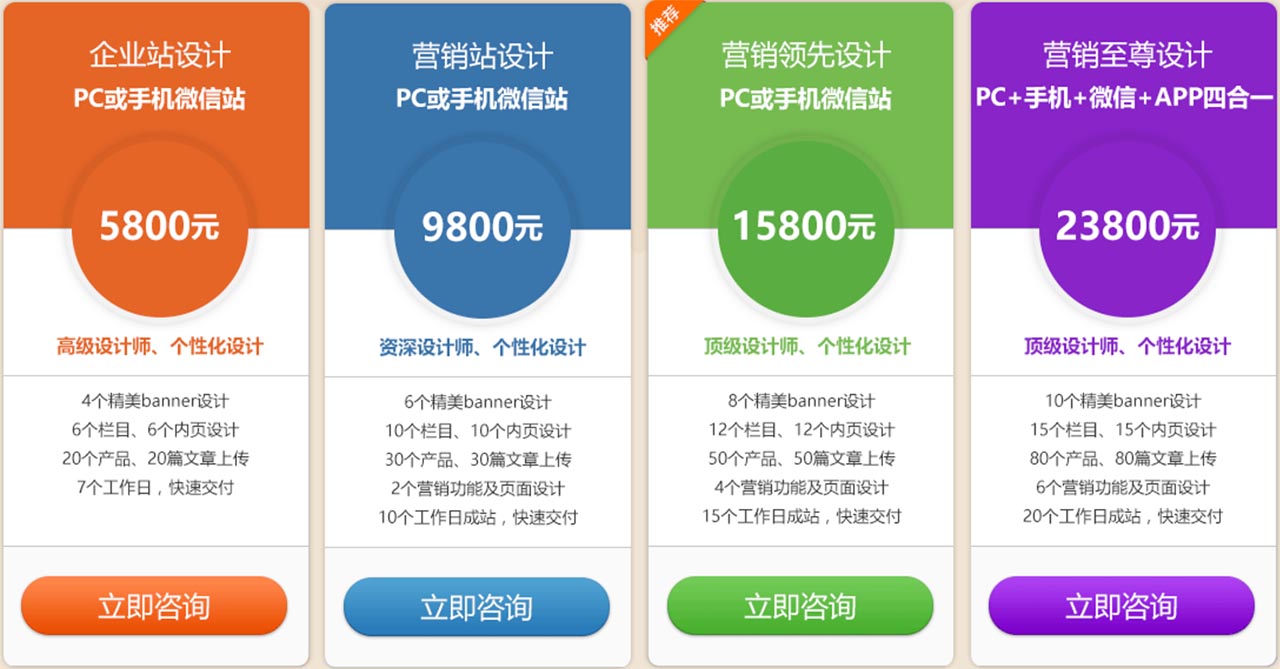 企业站设计
PC或手机微信站
5800元
高级设计师、个性化设计
4个精美banner设计
6个栏目、6个内页设计
20个产品、20篇文章上传
7个工作日，快速交付
立即咨询
营销站设计
PC或手机微信站
9800元
资深设计师、个性化设计
6个精美banner设计
10个栏目、10个内页设计
30个产品、30篇文章上传
2个营销功能及页面设计
10个工作日成站，快速交付
立即咨询
推荐
营销领先设计
PC或手机微信站
15800元
顶级设计师、个性化设计
8个精美banner设计
12个栏目、12个内页设计
50个产品、50篇文章上传
4个营销功能及页面设计
15个工作日成站，快速交付
立即咨询
营销至尊设计
PC+手机+微信+APP四合一
23800元
顶级设计师、个性化设计
10个精美banner设计
15个栏目、15个内页设计
80个产品、80篇文章上传
6个营销功能及页面设计
20个工作日成站，快速交付
立即咨询